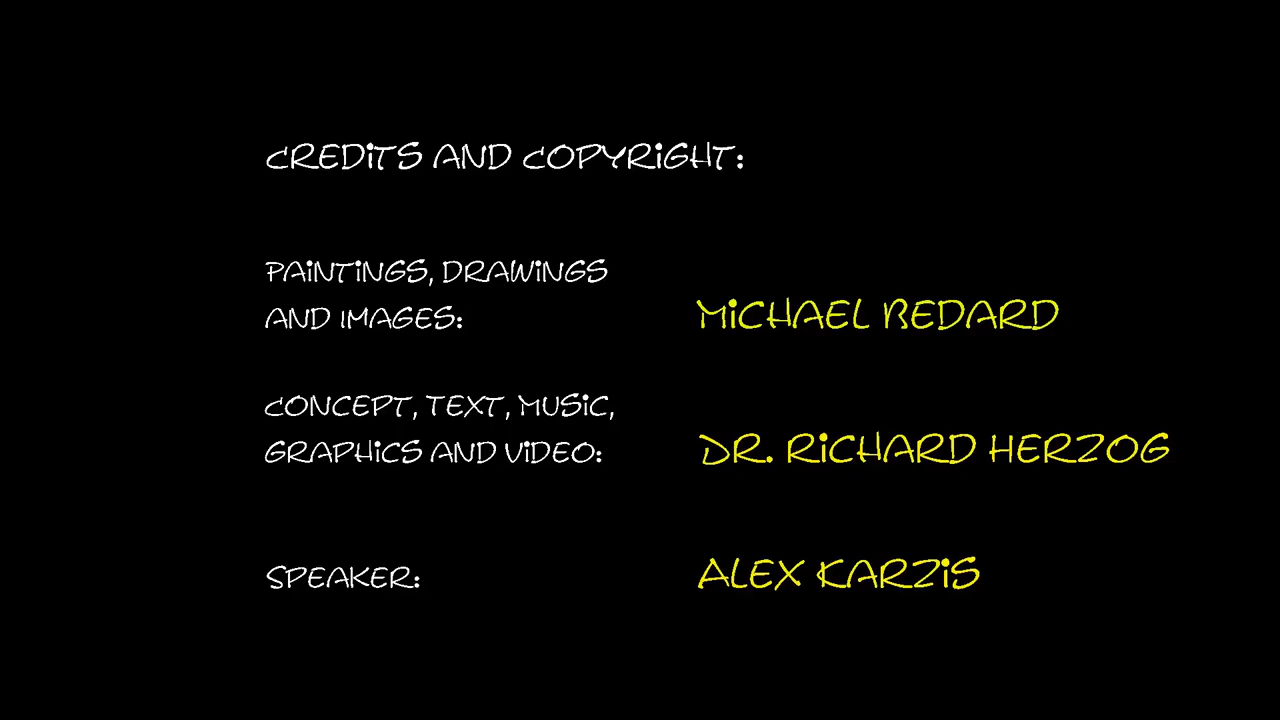 CREDITS AND COPYRIGHT:
PAINTINGS, DRAWINGS
AND IMAGES: MICHAEL BEDARD
CONCEPT, TEXT, MUSIC,
GRAPHICS AND VIDEO: DR. RICHARD HERZOG
SPEAKER: ALEX KARZIS